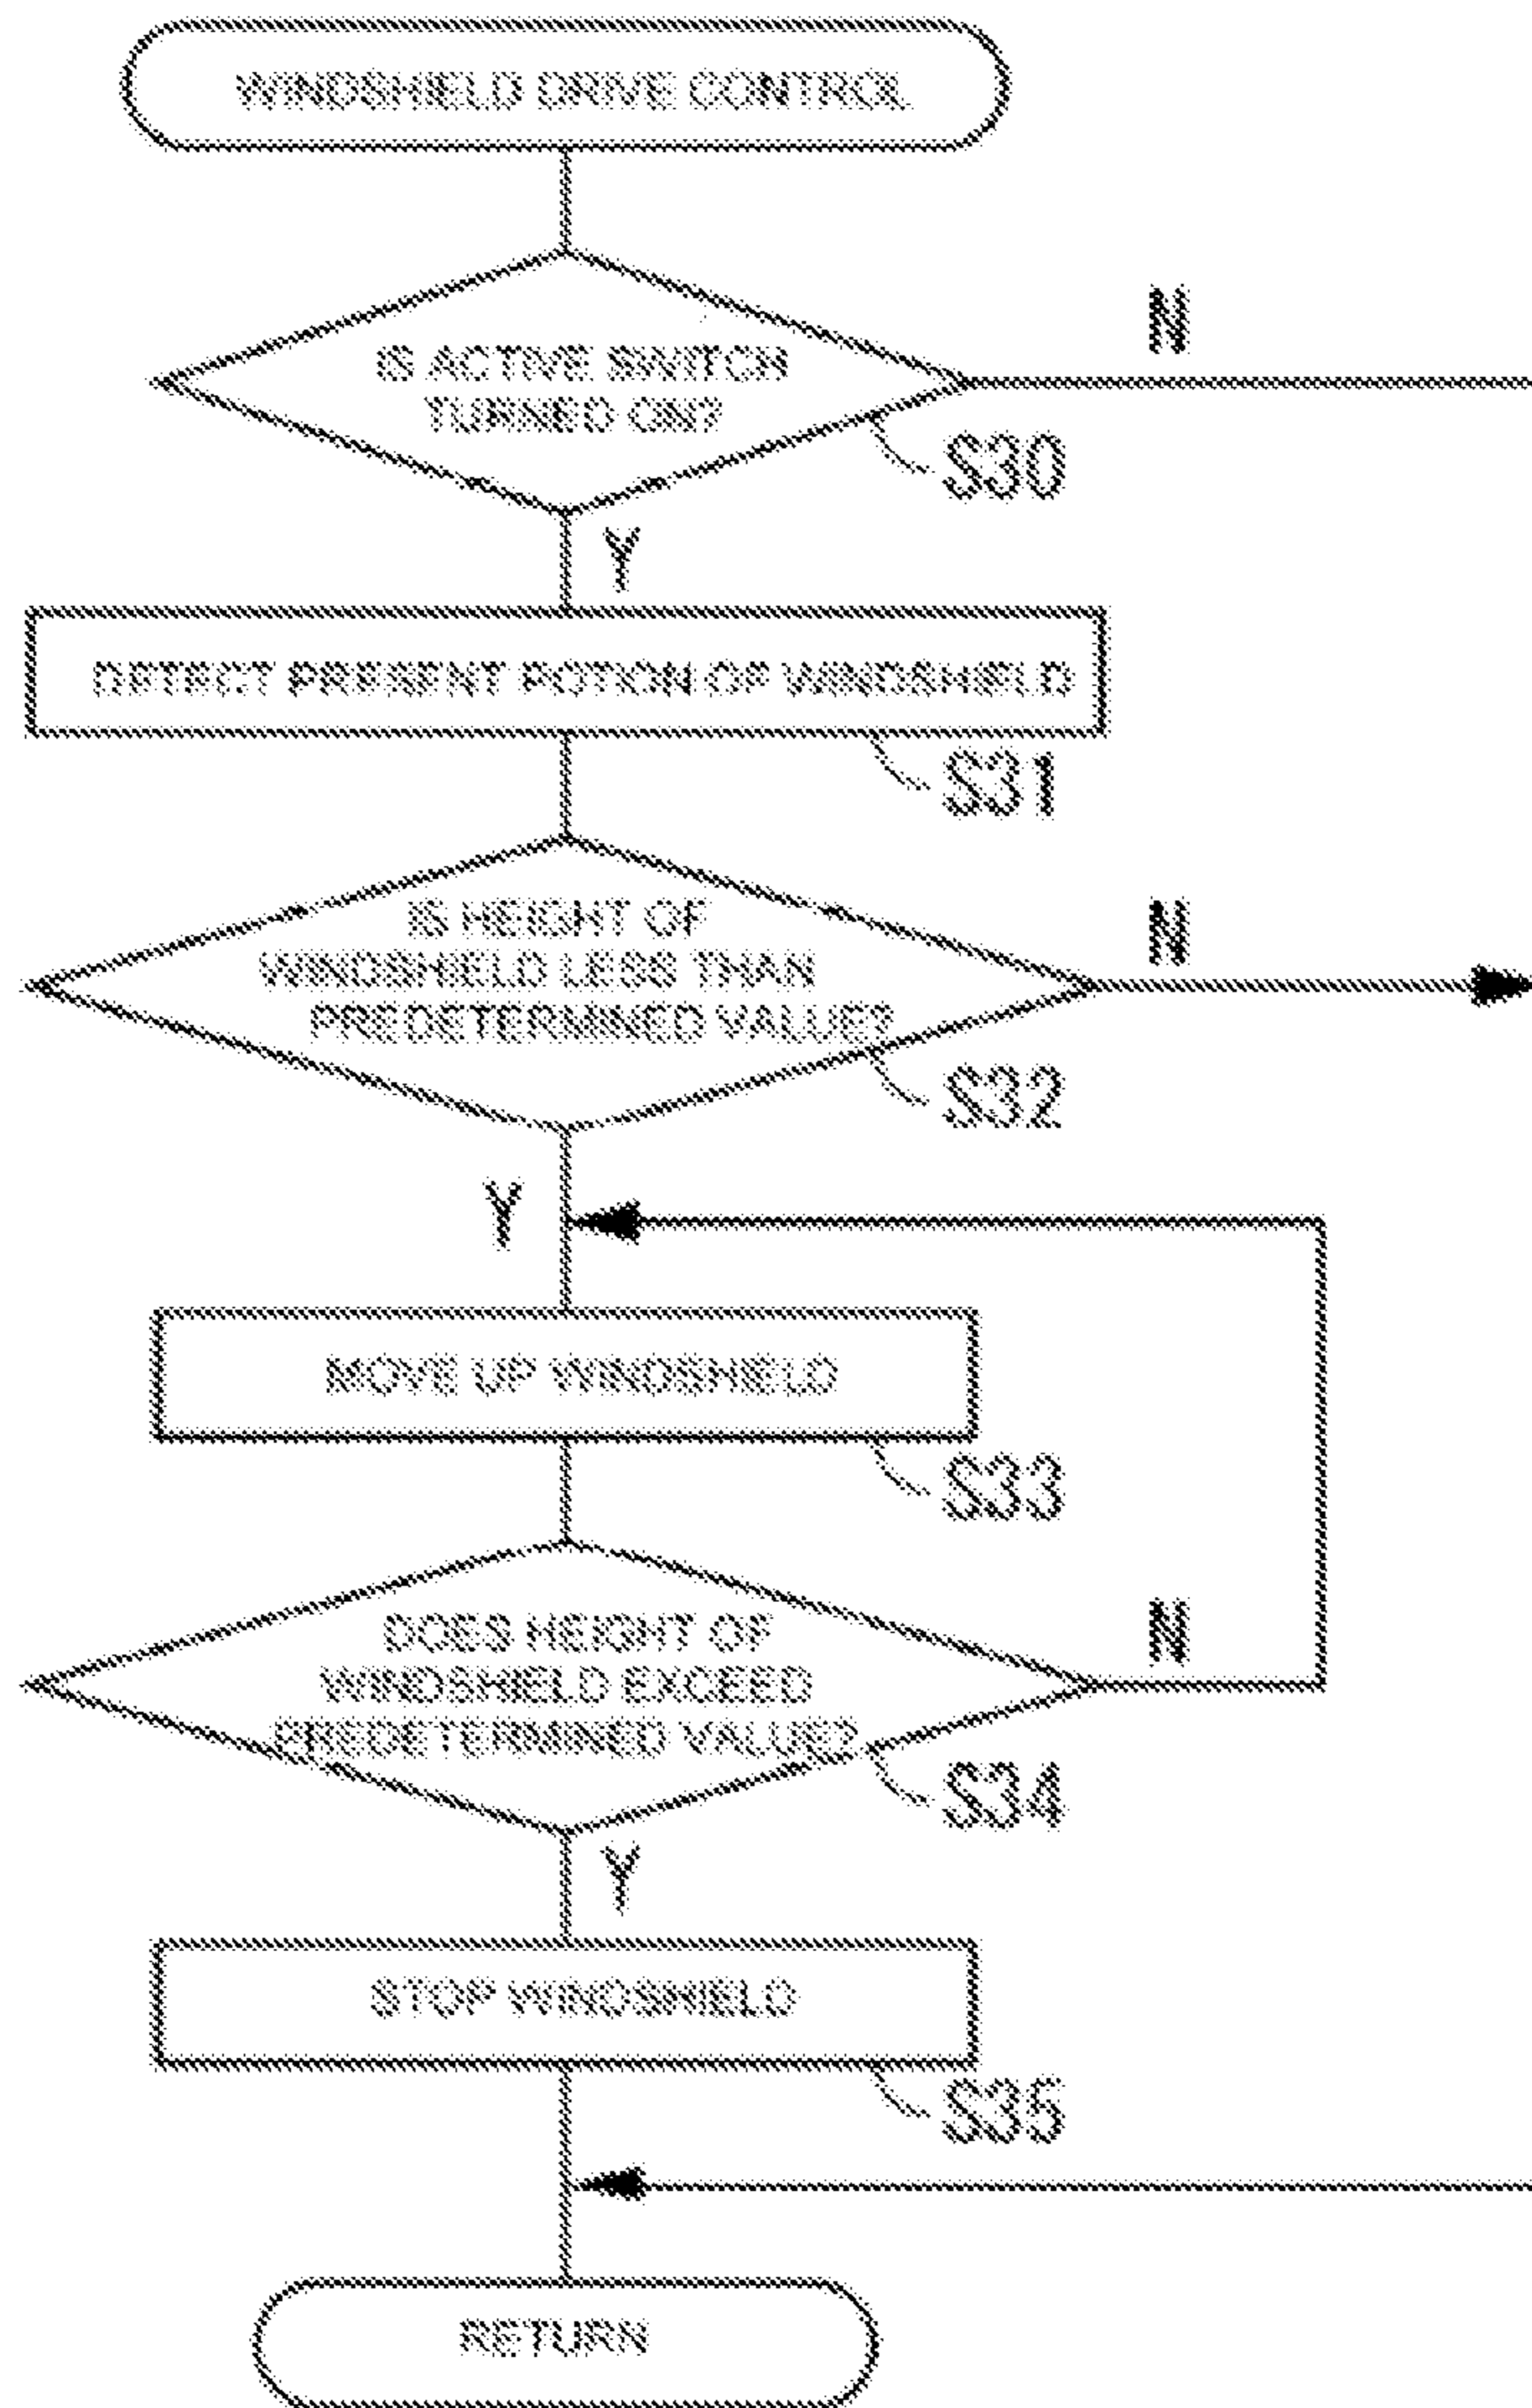 WINDSHIELD DRIVE CONTROL
N
IS ACTIVE SWITCH
TURNED ON?
S30
Y
DETECT PRESENT POTION OF WINDSHIELD
S31
N
IS HEIGHT OF
WINDSHIELD LESS THAN
PREDETERMINED VALUE?
S32
Y
MOVE UP WINDSHIELD
S33
N
DOES HEIGHT OF
WINDSHIELD EXCEED
PREDETERMINED VALUE?
S34
Y
STOP WINDSHIELD
S35
RETURN